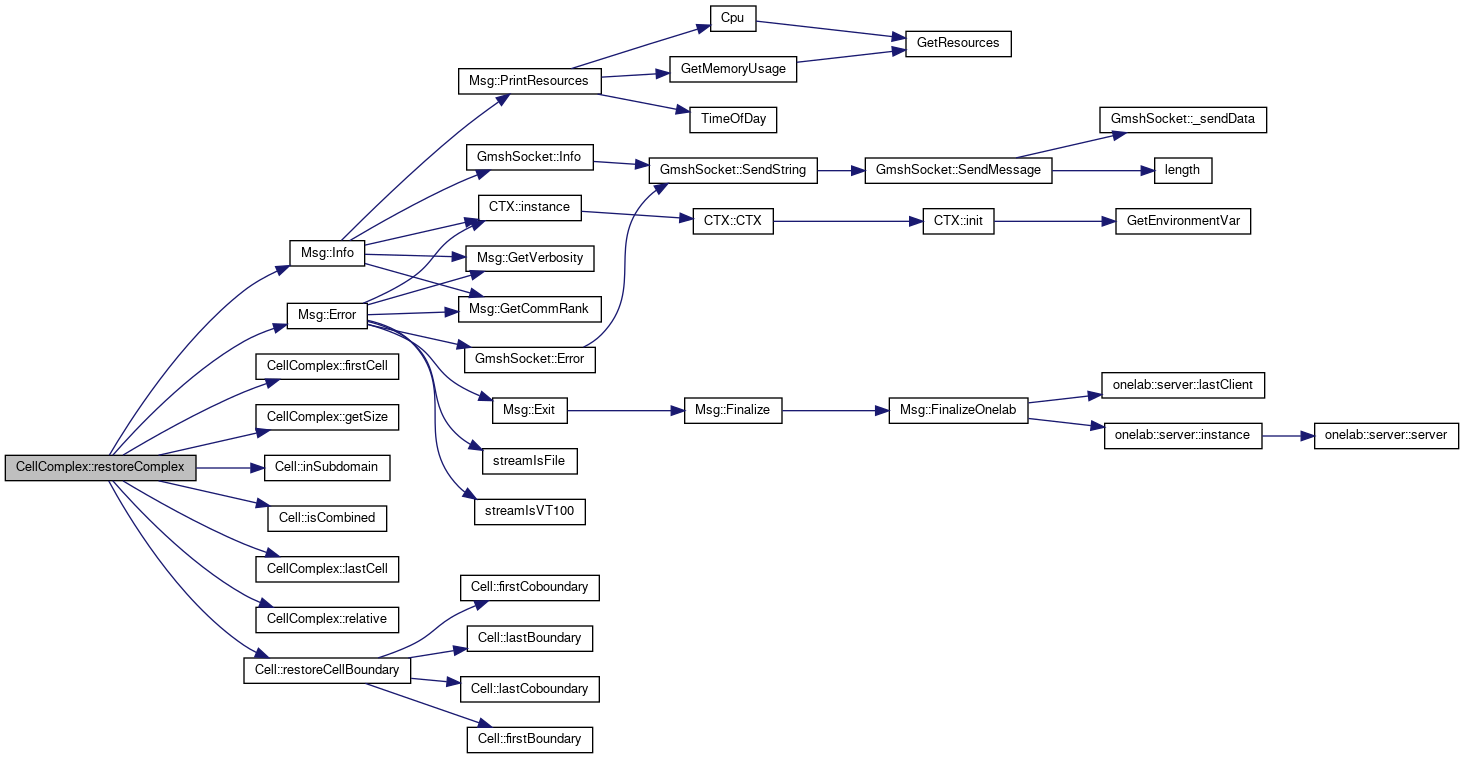 Cpu
GetResources
GetMemoryUsage
Msg::PrintResources
TimeOfDay
GmshSocket::_sendData
GmshSocket::Info
GmshSocket::SendString
GmshSocket::SendMessage
length
CTX::instance
CTX::CTX
CTX::init
GetEnvironmentVar
Msg::Info
Msg::GetVerbosity
Msg::GetCommRank
Msg::Error
GmshSocket::Error
CellComplex::firstCell
onelab::server::lastClient
Msg::Exit
Msg::Finalize
Msg::FinalizeOnelab
CellComplex::getSize
onelab::server::instance
onelab::server::server
streamIsFile
CellComplex::restoreComplex
Cell::inSubdomain
streamIsVT100
Cell::isCombined
CellComplex::lastCell
Cell::firstCoboundary
CellComplex::relative
Cell::lastBoundary
Cell::restoreCellBoundary
Cell::lastCoboundary
Cell::firstBoundary